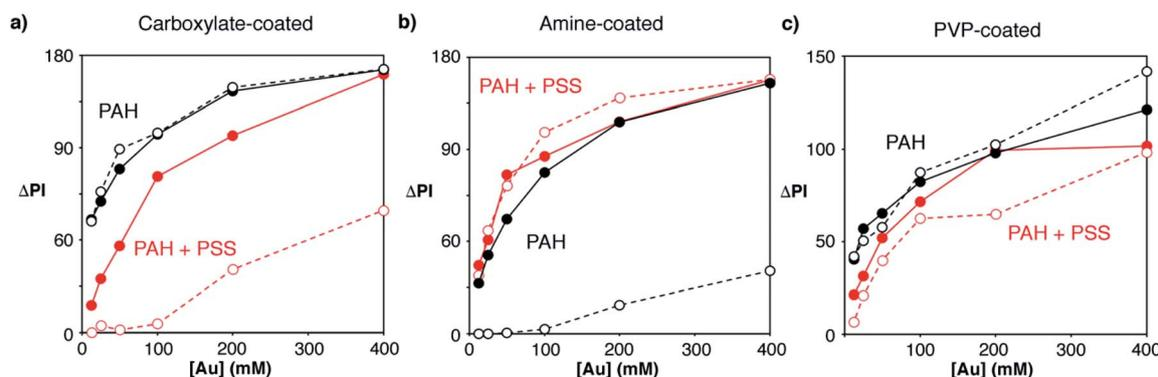 a) Carboxylate-coated
180
90
60
0
ΔPI
PAH
PAH + PSS
0 100 200 300 400
[Au] (mM)
b) Amine-coated
180
90
60
0
ΔPI
PAH + PSS
PAH
0 100 200 300 400
[Au] (mM)
c) PVP-coated
150
100
50
0
ΔPI
PAH
PAH + PSS
100 200 300 400
[Au] (mM)